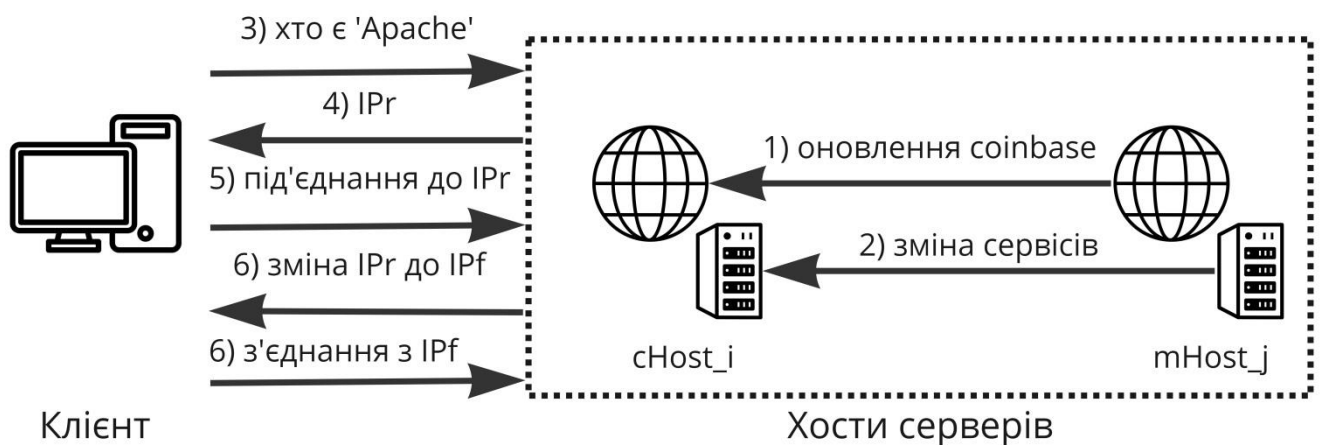 3) хто є 'Apache'
4) IPr
1) оновлення coinbase
5) під'єднання до IPr
2) зміна сервісів
6) зміна IPr до IPf
6) з'єднання з IPf
cHost_i
mHost_j
Клієнт
Хости серверів